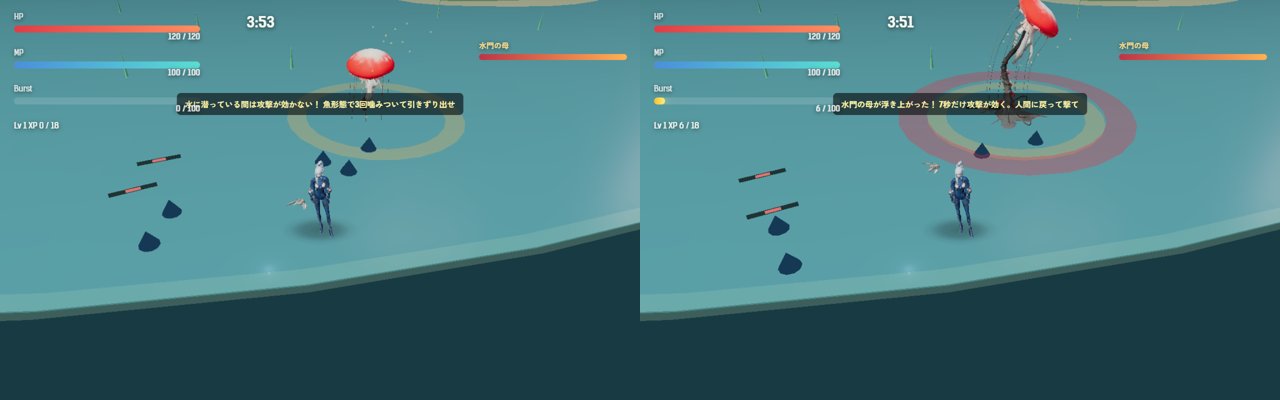 HP
3:53
120 / 120
水門の母
MP
100 / 100
Burst
水に潜っている間は攻撃が効かない！ 魚形態で3回噛みついて引きずり出せ
0 / 100
Lv 1 XP 0 / 18
HP
3:51
120 / 120
水門の母
MP
100 / 100
Burst
水門の母が浮き上がった！ 7秒だけ攻撃が効く。人間に戻って撃て
6 / 100
Lv 1 XP 6 / 18